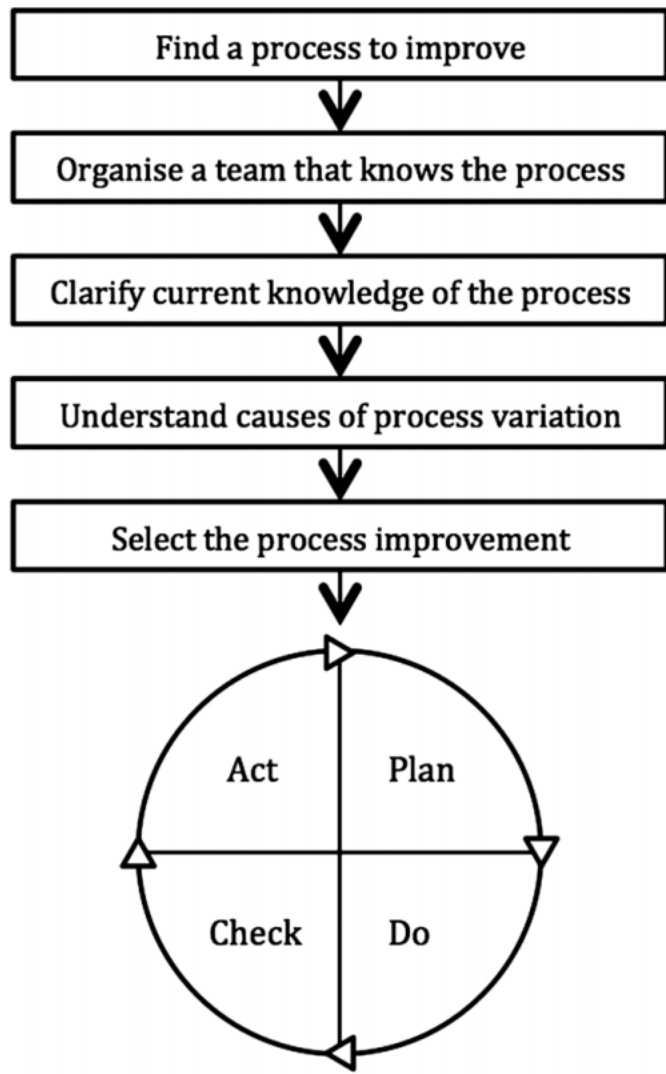 Find a process to improve
Organise a team that knows the process
Clarify current knowledge of the process
Understand causes of process variation
Select the process improvement
Act
Plan
Check
Do